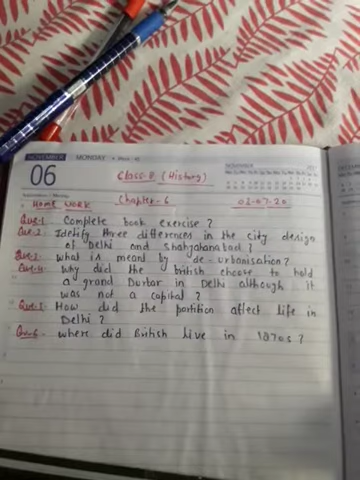 NOVEMBER MONDAY
06
Class-8 (History)
NOVEMBER
DECEMBER
HOME WORK Chapter-6 02-07-20
Que-1 Complete book exercise?
Que-2: Idetify three differences in the city design
of Delhi and Shahjahanabad?
Que-3: What is meant by de-urbanisation?
Que-4: Why did the british choose to hold
a grand Durbar in Delhi although it
was not a capital?
Que-5: How did the partition affect life in
Delhi?
Que-6: where did British live in 1870s?